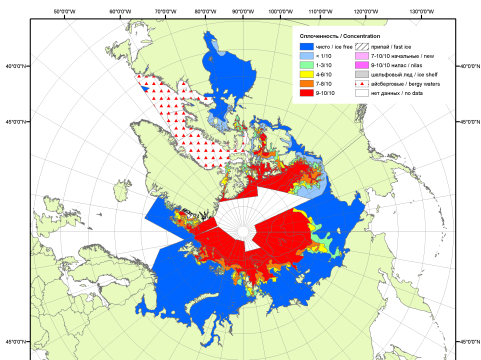 50°0'0"W 60°0'0"W 70°0'0"W 80°0'0"W 90°0'0"W 100°0'0"W 110°0'0"W 120°0'0"W 130°0'0"W
Сплоченность / Concentration
чисто / ice free
< 1/10
1-3/10
4-6/10
7-8/10
9-10/10
припай / fast ice
7-10/10 начальные / new
9-10/10 нилас / nilas
шельфовый лед / ice shelf
айсберговые / bergy waters
нет данных / no data
40°0'0"N 40°0'0"N
45°0'0"N 45°0'0"N
45°0'0"N 45°0'0"N